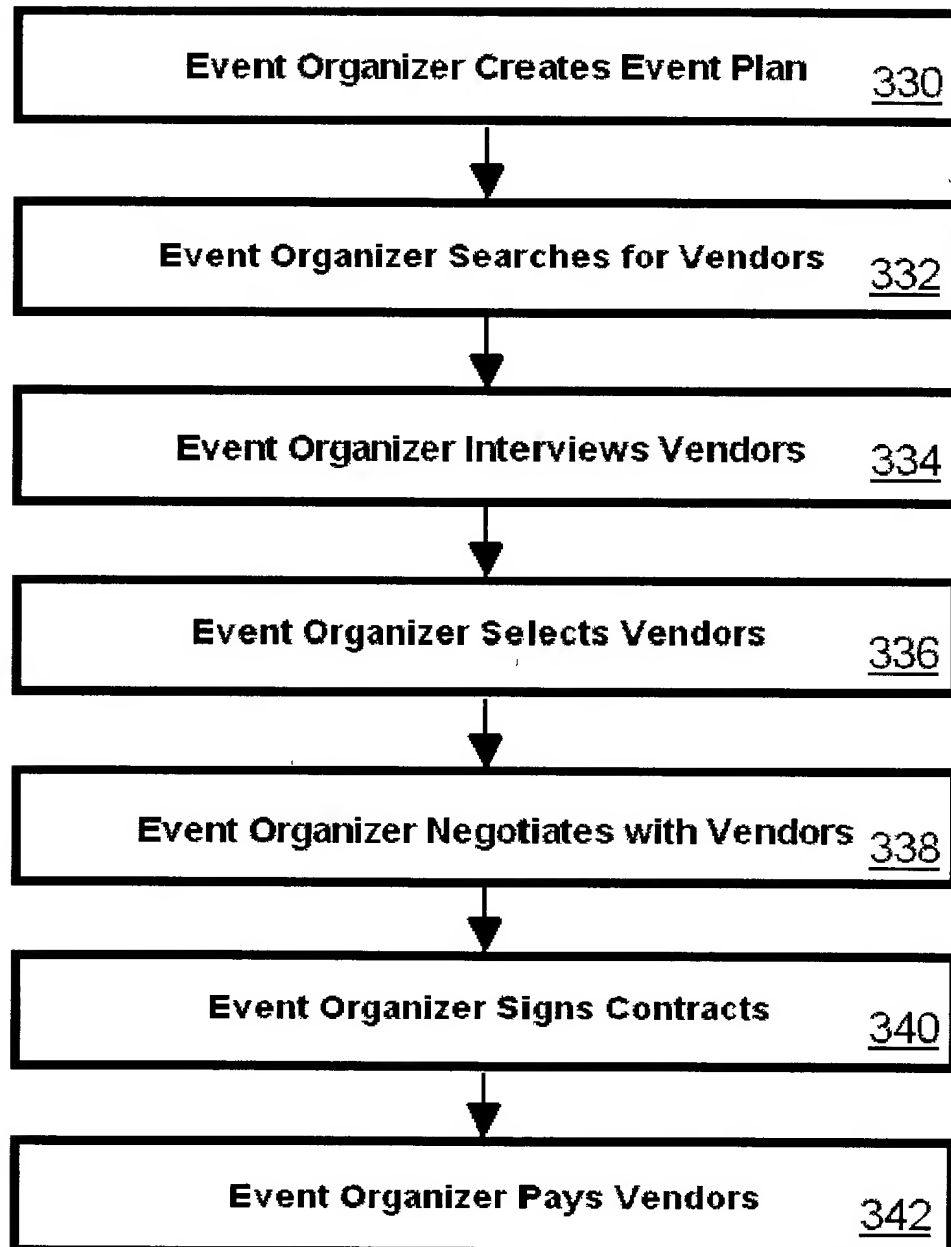 Event Organizer Creates Event Plan 330
Event Organizer Searches for Vendors 332
Event Organizer Interviews Vendors 334
Event Organizer Selects Vendors 336
Event Organizer Negotiates with Vendors 338
Event Organizer Signs Contracts 340
Event Organizer Pays Vendors 342